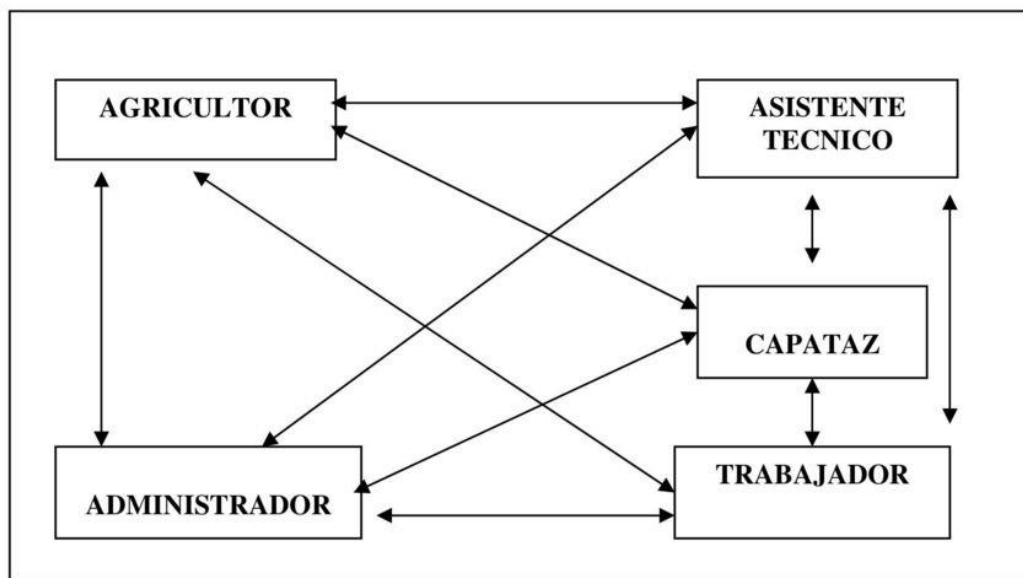 AGRICULTOR
ASISTENTE
TECNICO
CAPATAZ
ADMINISTRADOR
TRABAJADOR